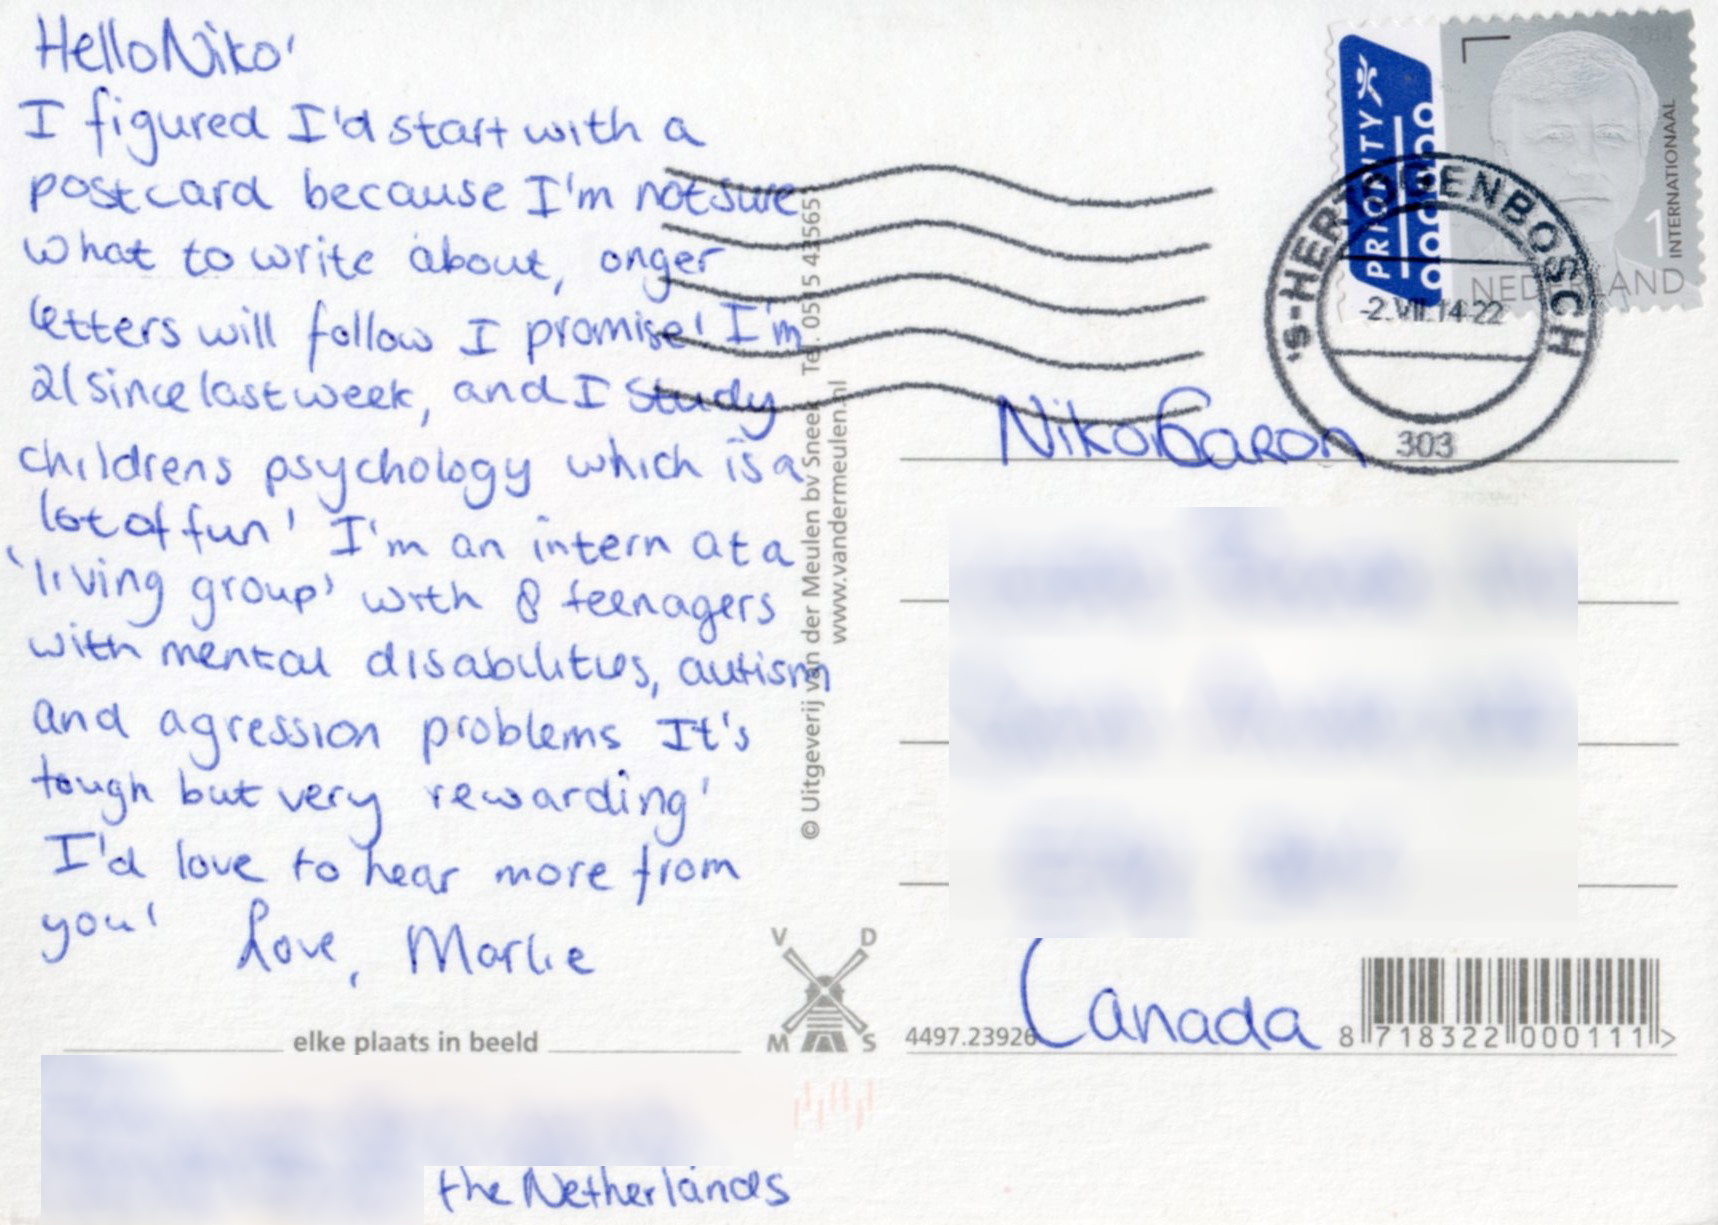 Hello Niko!
I figured I'd start with a
postcard because I'm not sure
what to write about, onger
letters will follow I promise! I'm
21 since last week, and I study
childrens psychology which is a
lot of fun! I'm an intern at a
'living group' with 8 teenagers
with mental disabilities, autism
and agression problems It's
tough but very rewarding!
I'd love to hear more from
you! Love, Marlie
elke plaats in beeld
the Netherlands
© Uitgeverij van der Meulen bv Sneek Tel. 0515 425651
www.vandermeulen.nl
V D
M S
PRIORITY
2014
1 INTERNATIONAAL
NEDERLAND
's-HERTOGENBOSCH
-2.VII.14-22
303
Niko Caron
Canada
4497.23926
8 718322 000111 >